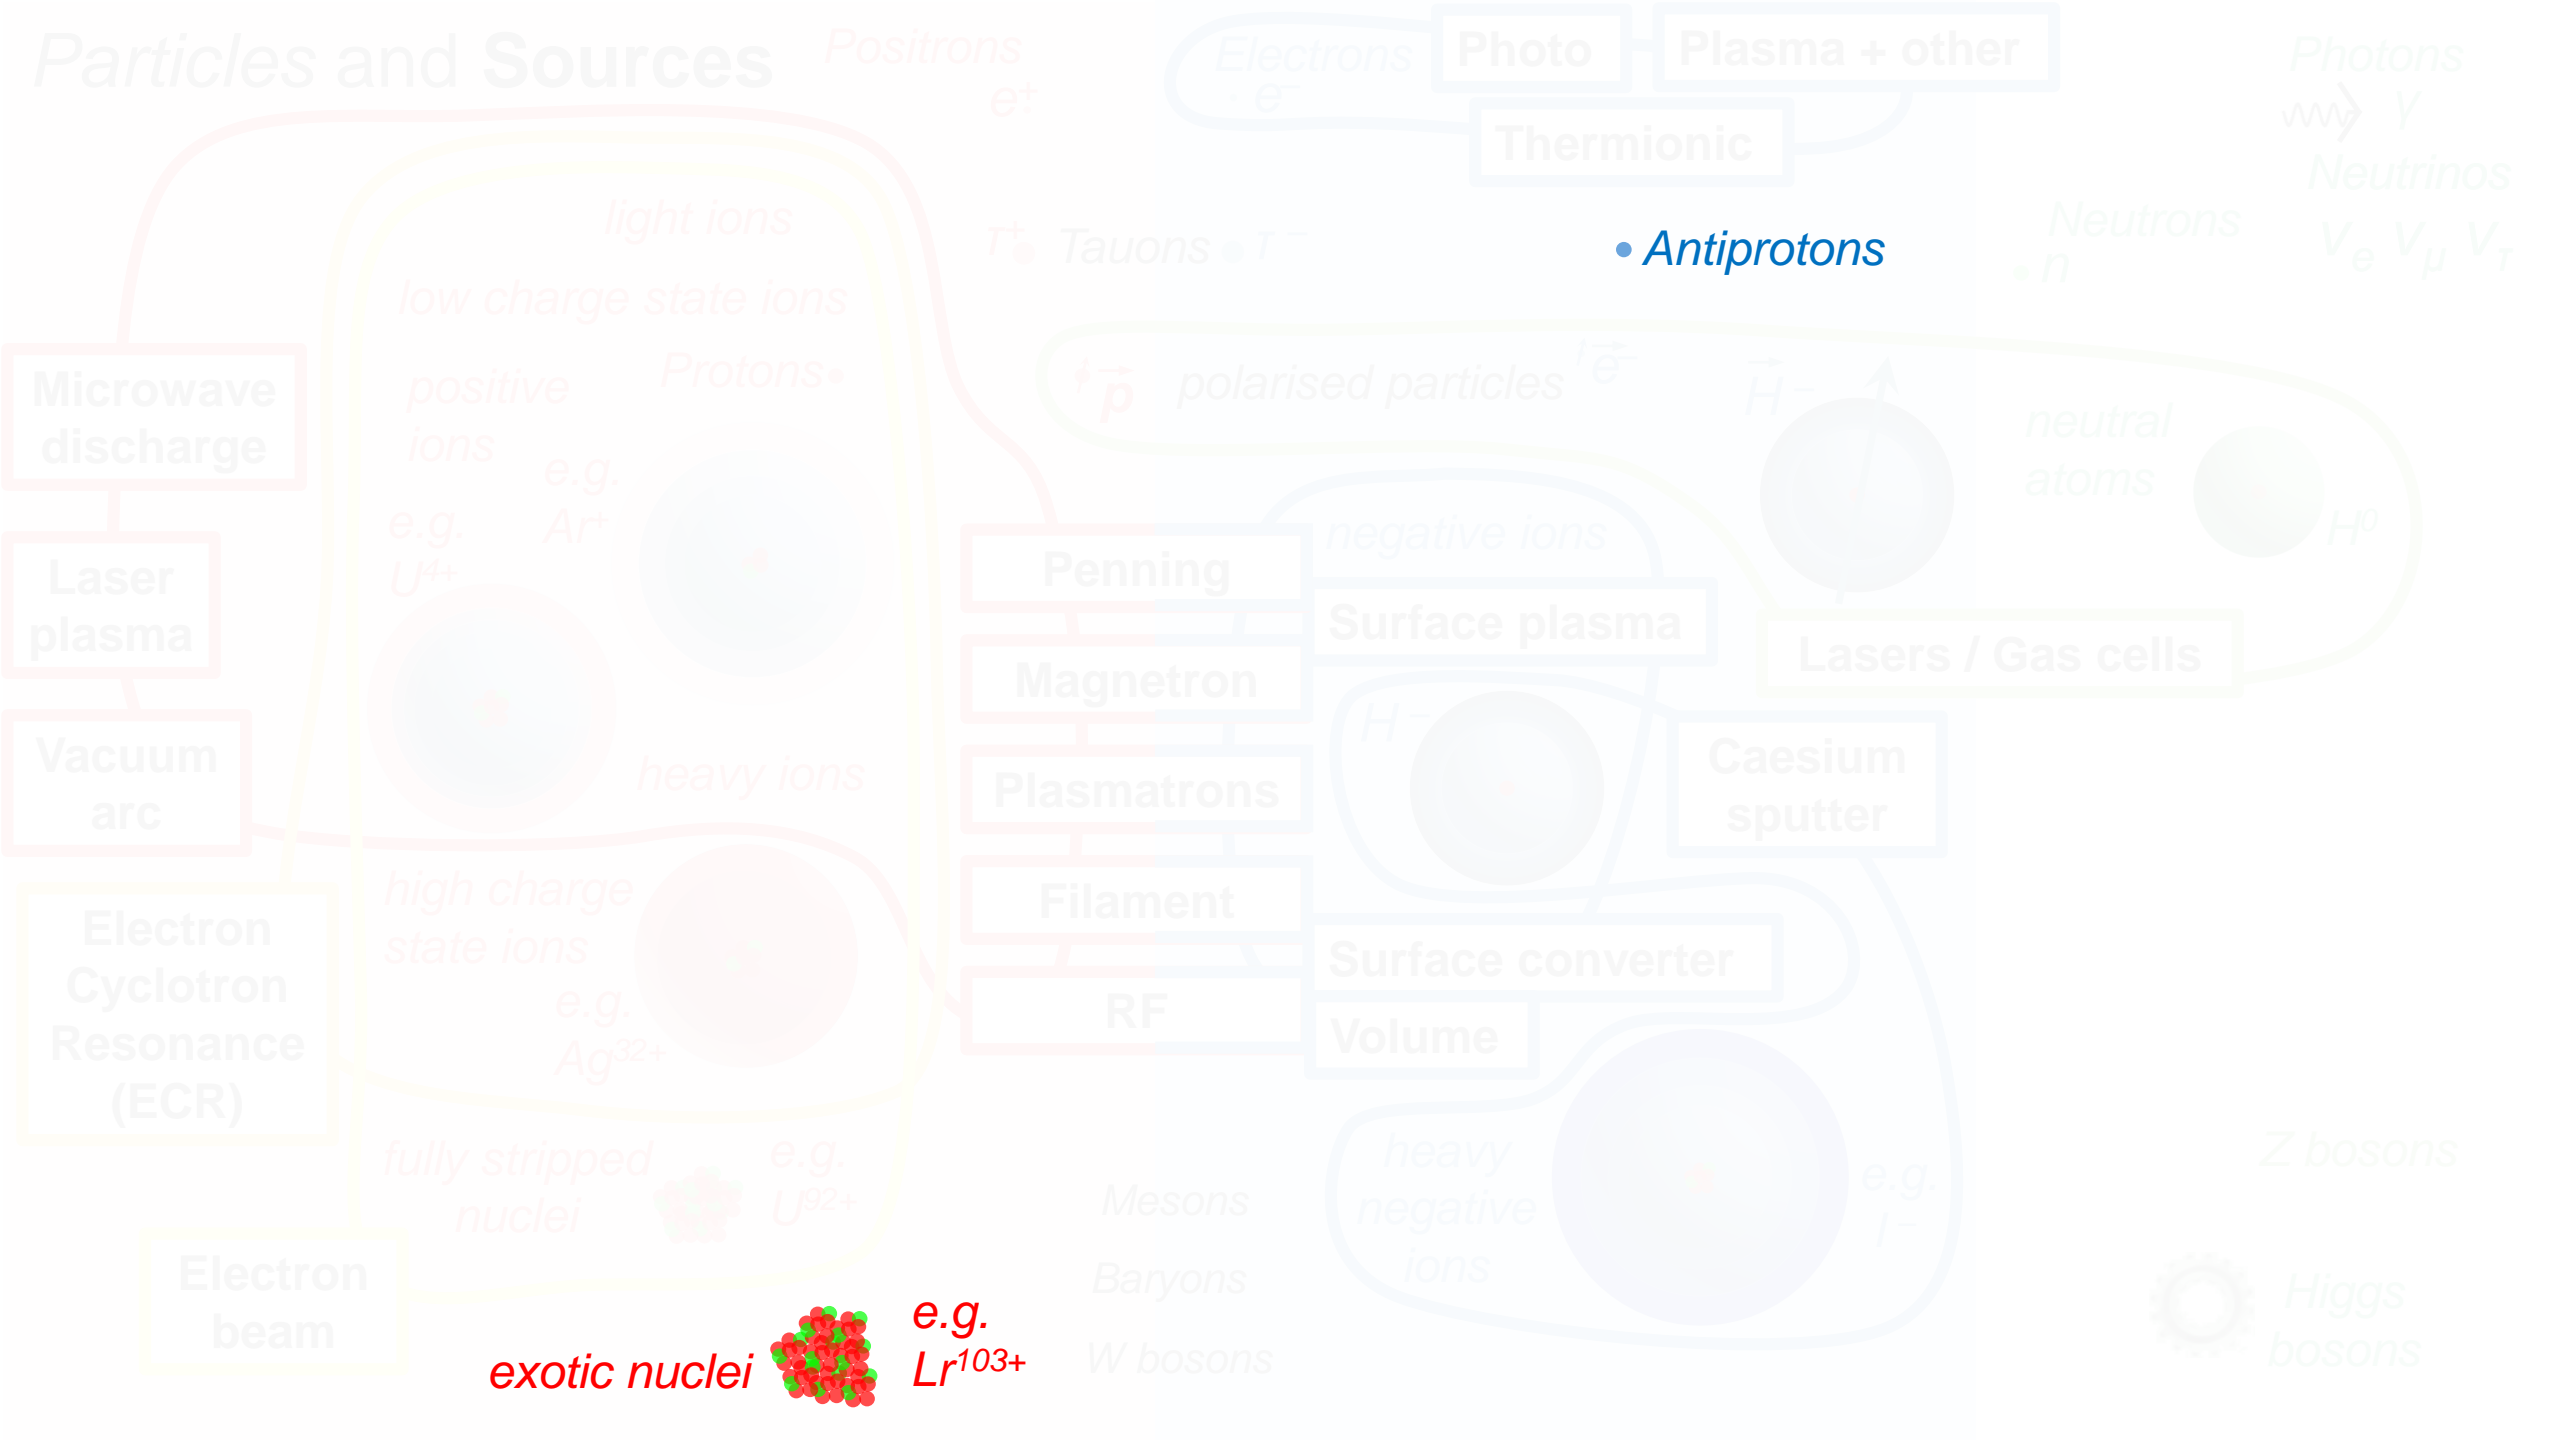 Particles and Sources
Positrons
e⁺
Electrons
e⁻
Photo
Plasma + other
Thermionic
Photons
γ
Neutrinos
νe νμ ντ
Neutrons
n
light ions
τ⁺ Tauons τ⁻
Antiprotons
low charge state ions
Protons
positive
ions
e.g.
Ar⁺
e.g.
U⁴⁺
Microwave
discharge
Laser
plasma
Vacuum
arc
heavy ions
p
polarised particles
e⁻
H⁻
neutral
atoms
H⁰
Penning
Magnetron
Plasmatrons
Filament
RF
negative ions
Surface plasma
Lasers / Gas cells
H⁻
Caesium
sputter
Surface converter
Volume
Electron
Cyclotron
Resonance
(ECR)
high charge
state ions
e.g.
Ag³²⁺
fully stripped
nuclei
e.g.
U⁹²⁺
Electron
beam
heavy
negative
ions
e.g.
I⁻
Mesons
Baryons
W bosons
Z bosons
Higgs
bosons
exotic nuclei
e.g.
Lr¹⁰³⁺